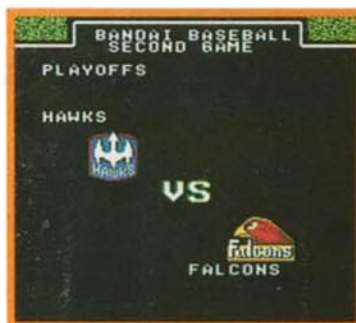 BANDAI BASEBALL
SECOND GAME
PLAYOFFS
HAWKS
HAWKS
VS
Falcons
FALCONS